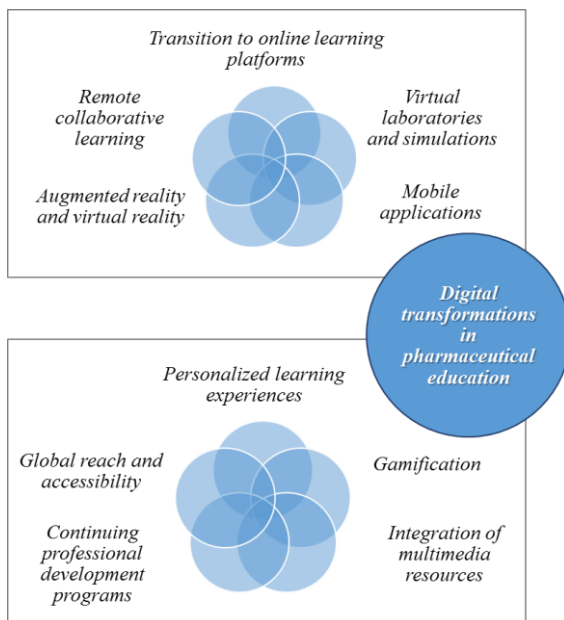 Transition to online learning
platforms
Remote
collaborative
learning
Virtual
laboratories
and simulations
Augmented reality
and virtual reality
Mobile
applications
Digital
transformations
in
pharmaceutical
education
Personalized learning
experiences
Global reach and
accessibility
Gamification
Continuing
professional
development
programs
Integration of
multimedia
resources